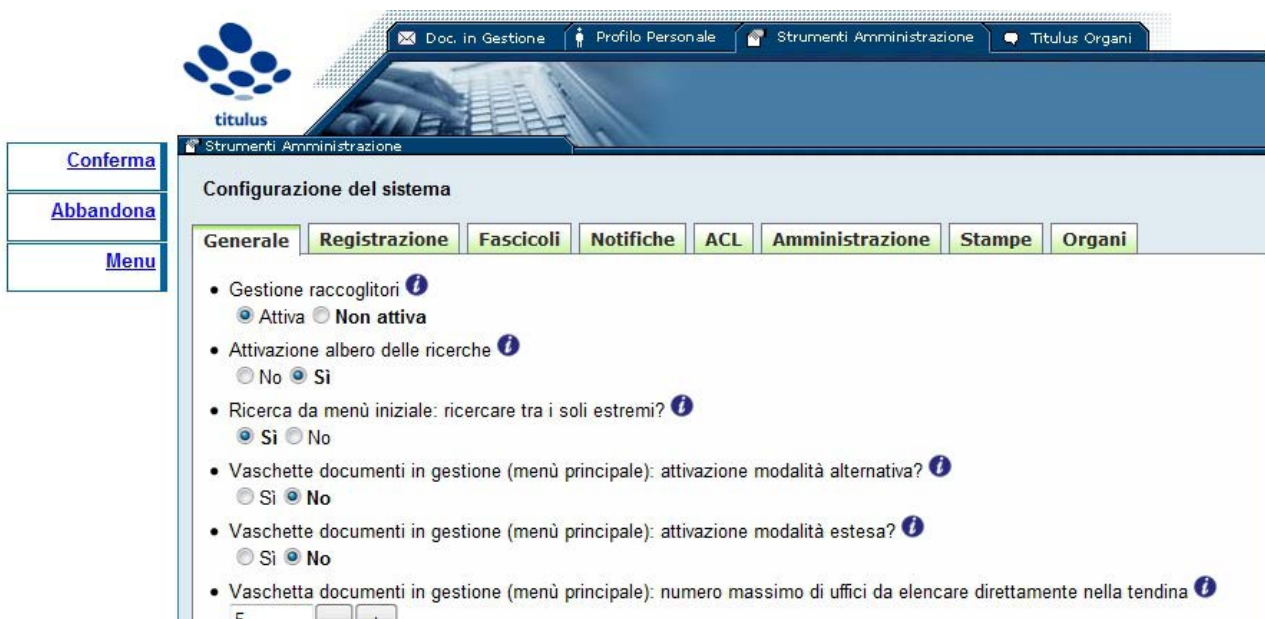 Doc. in Gestione Profilo Personale Strumenti Amministrazione Titulus Organi
titulus
Strumenti Amministrazione
Conferma
Abbandona
Menu
Configurazione del sistema
Generale Registrazione Fascicoli Notifiche ACL Amministrazione Stampe Organi
• Gestione raccoglitori i
Attiva Non attiva
• Attivazione albero delle ricerche i
No Sì
• Ricerca da menù iniziale: ricercare tra i soli estremi? i
Sì No
• Vaschette documenti in gestione (menù principale): attivazione modalità alternativa? i
Sì No
• Vaschette documenti in gestione (menù principale): attivazione modalità estesa? i
Sì No
• Vaschetta documenti in gestione (menù principale): numero massimo di uffici da elencare direttamente nella tendina i